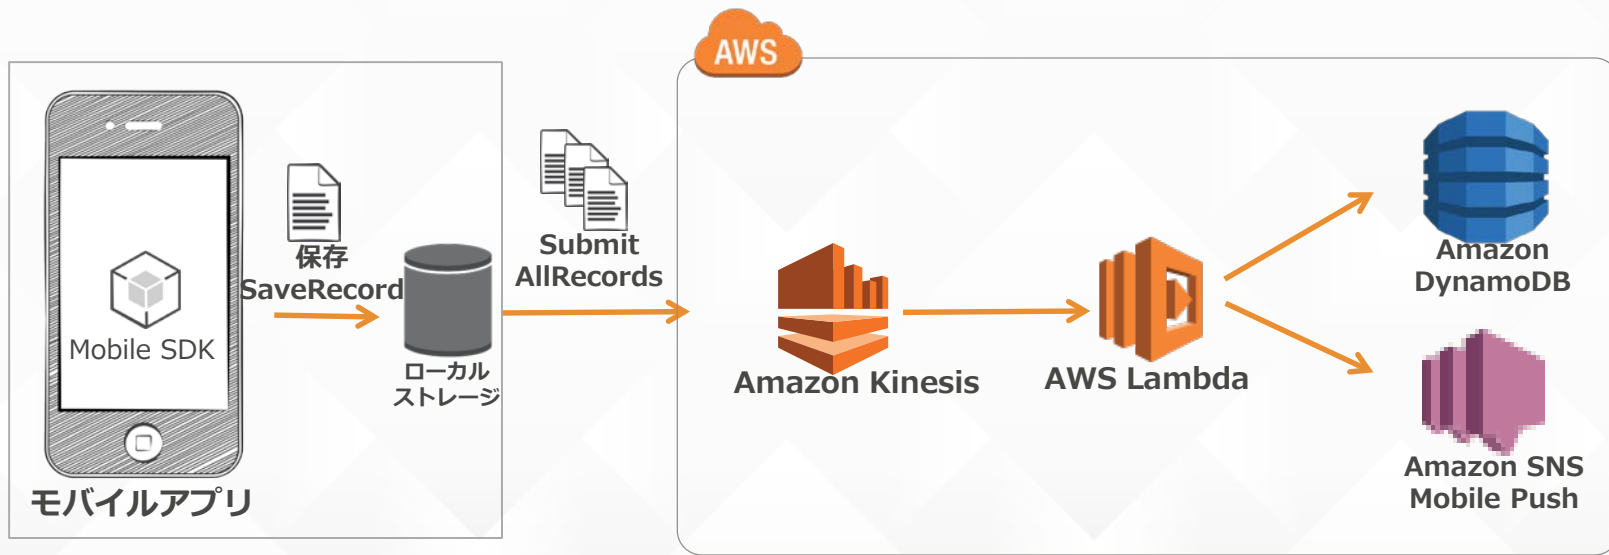 AWS
Mobile SDK
モバイルアプリ
保存
SaveRecord
ローカル
ストレージ
Submit
AllRecords
Amazon Kinesis
AWS Lambda
Amazon
DynamoDB
Amazon SNS
Mobile Push